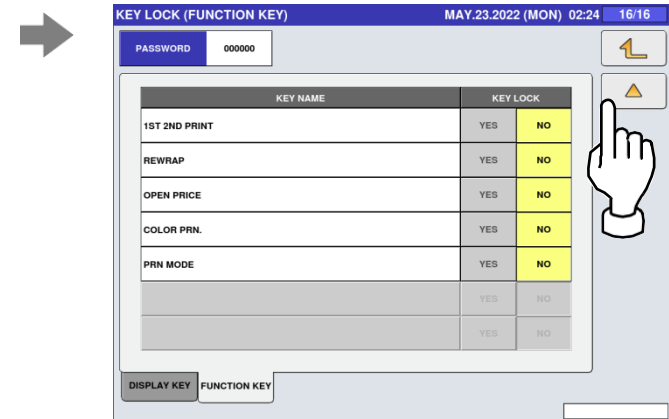 KEY LOCK (FUNCTION KEY) MAY.23.2022 (MON) 02:24 16/16
PASSWORD 000000
KEY NAME KEY LOCK
1ST 2ND PRINT YES NO
REWRAP YES NO
OPEN PRICE YES NO
COLOR PRN. YES NO
PRN MODE YES NO
YES NO
YES NO
DISPLAY KEY FUNCTION KEY